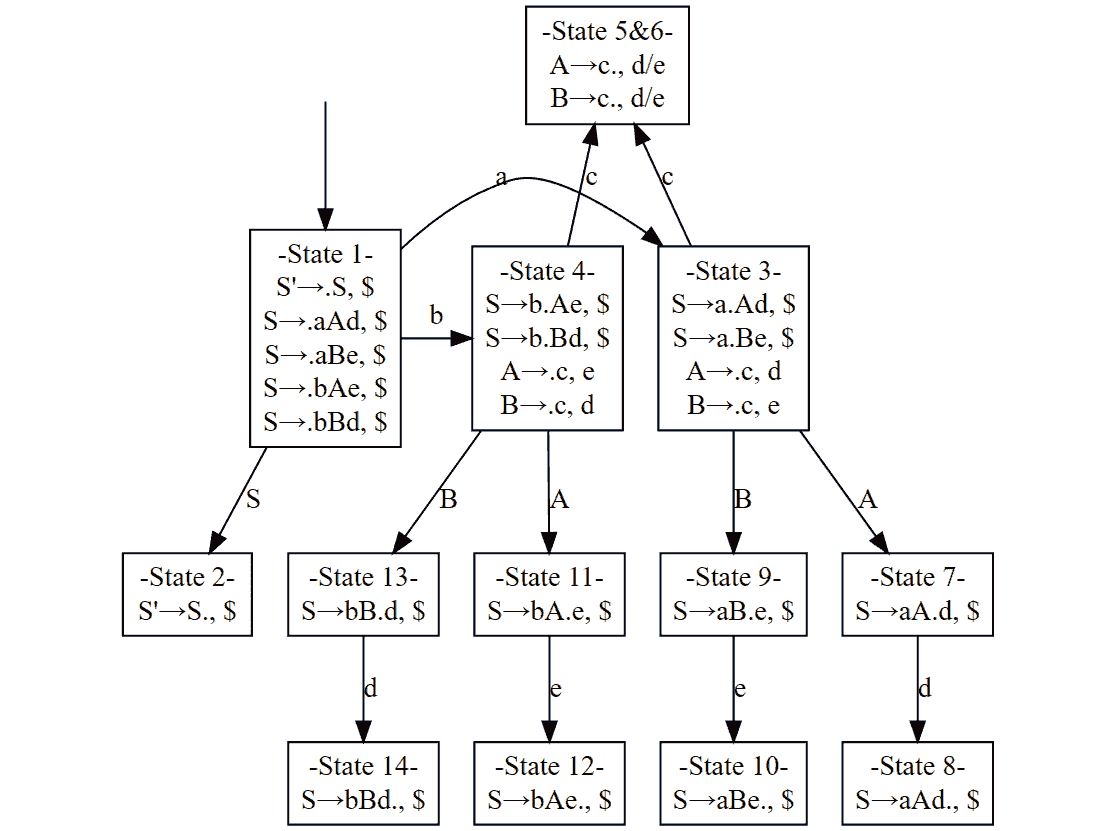 -State 5&6-
A→c., d/e
B→c., d/e
a
c
c
-State 1-
S'→.S, $
S→.aAd, $
S→.aBe, $
S→.bAe, $
S→.bBd, $
b
-State 4-
S→b.Ae, $
S→b.Bd, $
A→.c, e
B→.c, d
-State 3-
S→a.Ad, $
S→a.Be, $
A→.c, d
B→.c, e
S
B
A
B
A
-State 2-
S'→S., $
-State 13-
S→bB.d, $
-State 11-
S→bA.e, $
-State 9-
S→aB.e, $
-State 7-
S→aA.d, $
d
e
e
d
-State 14-
S→bBd., $
-State 12-
S→bAe., $
-State 10-
S→aBe., $
-State 8-
S→aAd., $